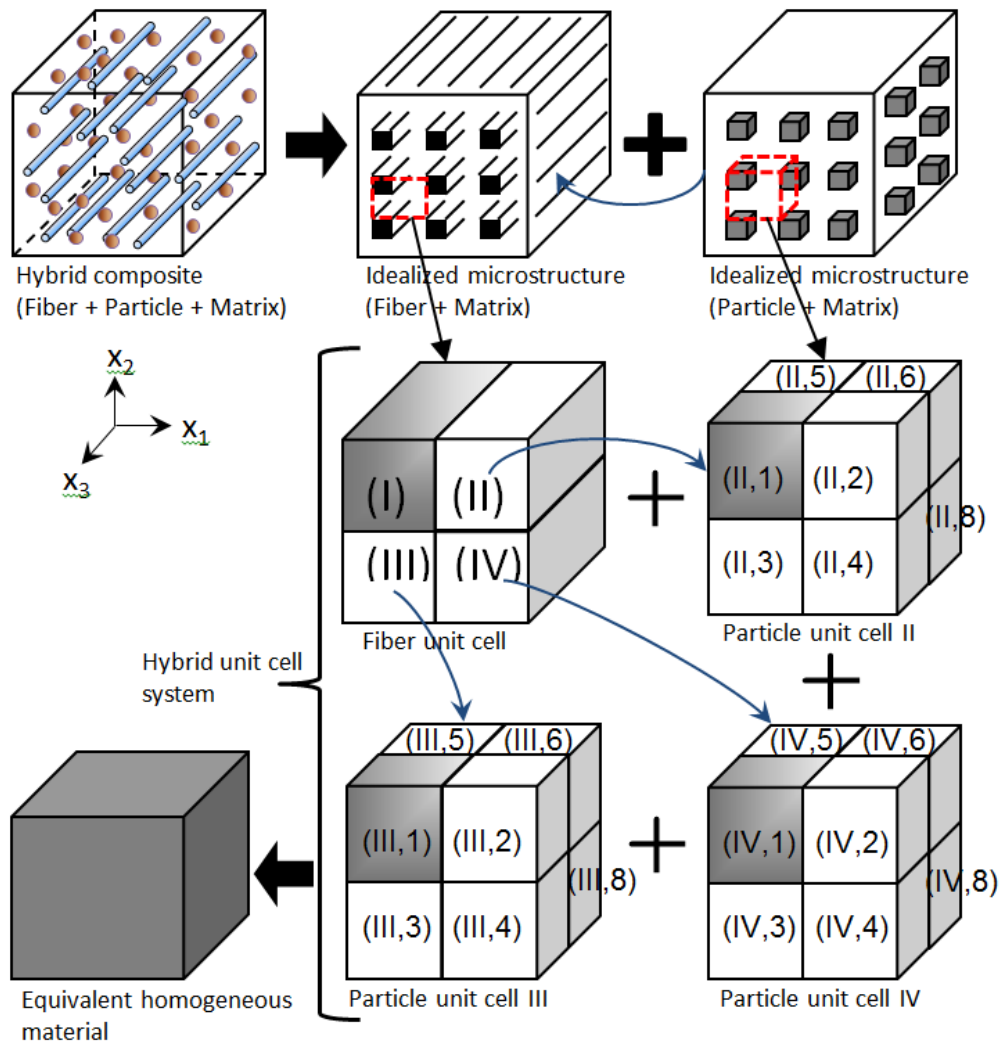 Hybrid composite
(Fiber + Particle + Matrix)
Idealized microstructure
(Fiber + Matrix)
Idealized microstructure
(Particle + Matrix)
x2
x1
x3
(I)
(II)
(III)
(IV)
Fiber unit cell
(II,5)
(II,6)
(II,1)
(II,2)
(II,8)
(II,3)
(II,4)
Particle unit cell II
Hybrid unit cell
system
(III,5)
(III,6)
(III,1)
(III,2)
(III,8)
(III,3)
(III,4)
Particle unit cell III
(IV,5)
(IV,6)
(IV,1)
(IV,2)
(IV,8)
(IV,3)
(IV,4)
Particle unit cell IV
Equivalent homogeneous
material